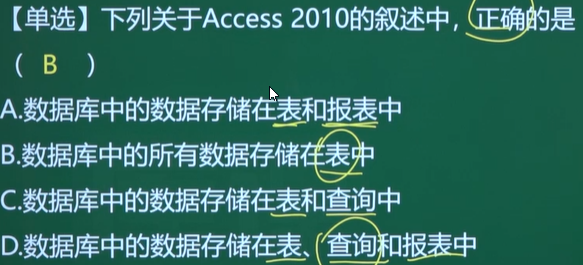 【单选】下列关于Access 2010的叙述中，正确的是
（ B ）
A.数据库中的数据存储在表和报表中
B.数据库中的所有数据存储在表中
C.数据库中的数据存储在表和查询中
D.数据库中的数据存储在表、查询和报表中